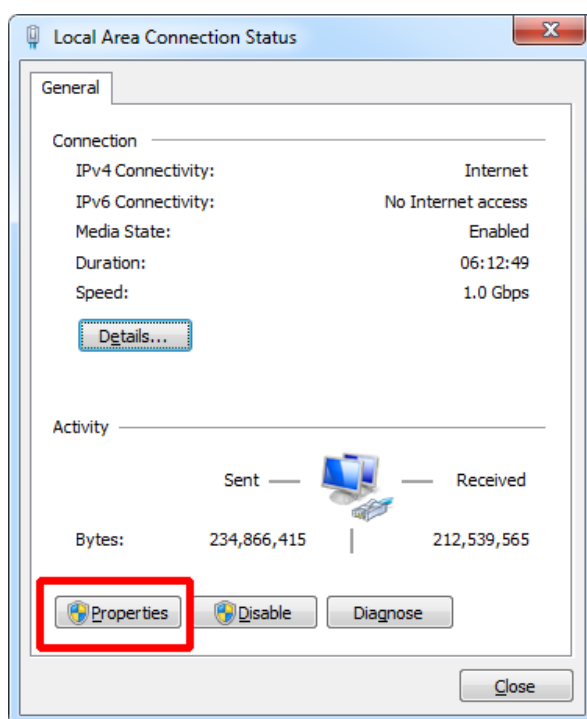 Local Area Connection Status
General
Connection
IPv4 Connectivity: Internet
IPv6 Connectivity: No Internet access
Media State: Enabled
Duration: 06:12:49
Speed: 1.0 Gbps
Details...
Activity
Sent Received
Bytes: 234,866,415 212,539,565
Properties Disable Diagnose
Close